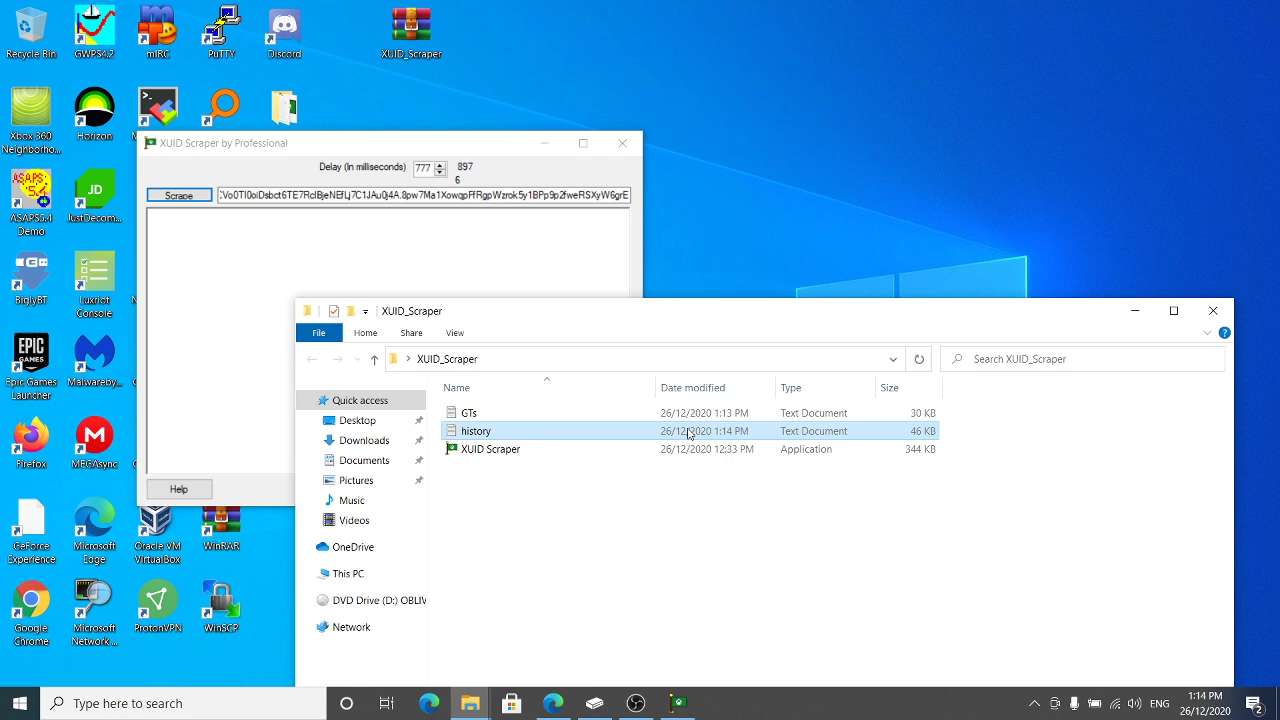 Recycle Bin
GWPS4.2
mIRC
PuTTY
Discord
XUID_Scraper
Xbox 360
Neighborho...
Horizon
ASAPS5.4
Demo
JustDecom...
BiglyBT
Luxriot
Console
Epic Games
Launcher
Malwareby...
Firefox
MEGAsync
GeForce
Experience
Microsoft
Edge
Oracle VM
VirtualBox
WinRAR
Google
Chrome
Microsoft
Network ...
ProtonVPN
WinSCP
XUID Scraper by Professional
Delay (In milliseconds)
777
897
6
Scrape
Help
XUID_Scraper
File
Home
Share
View
XUID_Scraper
Search XUID_Scraper
Name
Date modified
Type
Size
GTs
26/12/2020 1:13 PM
Text Document
30 KB
history
26/12/2020 1:14 PM
Text Document
46 KB
XUID Scraper
26/12/2020 12:33 PM
Application
344 KB
Quick access
Desktop
Downloads
Documents
Pictures
Music
Videos
OneDrive
This PC
DVD Drive (D:) OBLIV
Network
Type here to search
ENG
1:14 PM
26/12/2020
2